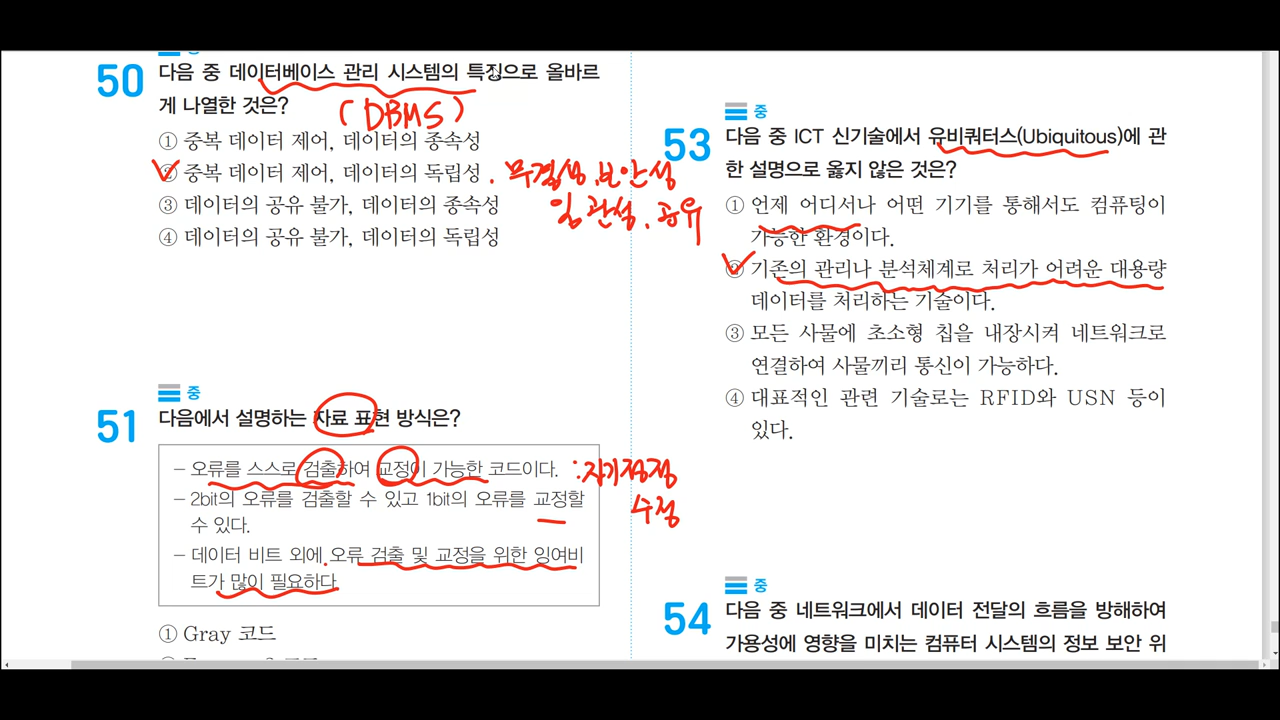 중
50
다음 중 데이터베이스 관리 시스템의 특징으로 올바르
게 나열한 것은?
(DBMS)
① 중복 데이터 제어, 데이터의 종속성
② 중복 데이터 제어, 데이터의 독립성
. 무결성, 보안성
일관성, 공유
③ 데이터의 공유 불가, 데이터의 종속성
④ 데이터의 공유 불가, 데이터의 독립성
중
51
다음에서 설명하는 자료 표현 방식은?
– 오류를 스스로 검출하여 교정이 가능한 코드이다.
: 자기정정
수정
– 2bit의 오류를 검출할 수 있고 1bit의 오류를 교정할
수 있다.
– 데이터 비트 외에 오류 검출 및 교정을 위한 잉여비
트가 많이 필요하다
① Gray 코드
중
53
다음 중 ICT 신기술에서 유비쿼터스(Ubiquitous)에 관
한 설명으로 옳지 않은 것은?
① 언제 어디서나 어떤 기기를 통해서도 컴퓨팅이
가능한 환경이다.
② 기존의 관리나 분석체계로 처리가 어려운 대용량
데이터를 처리하는 기술이다.
③ 모든 사물에 초소형 칩을 내장시켜 네트워크로
연결하여 사물끼리 통신이 가능하다.
④ 대표적인 관련 기술로는 RFID와 USN 등이
있다.
중
54
다음 중 네트워크에서 데이터 전달의 흐름을 방해하여
가용성에 영향을 미치는 컴퓨터 시스템의 정보 보안 위